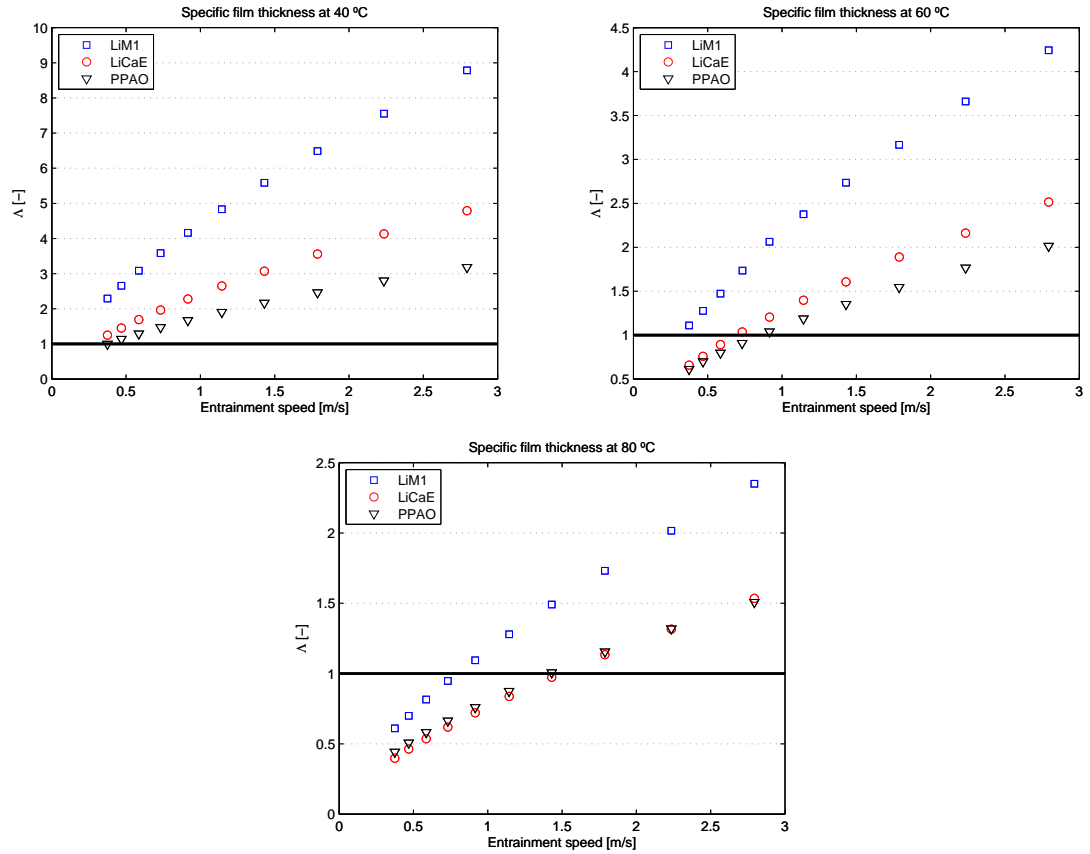 Specific film thickness at 40 ºC
10
9
8
7
6
5
4
3
2
1
0
Λ [−]
LiM1
LiCaE
PPAO
0 0.5 1 1.5 2 2.5 3
Entrainment speed [m/s]
Specific film thickness at 60 ºC
4.5
4
3.5
3
2.5
2
1.5
1
0.5
Λ [−]
LiM1
LiCaE
PPAO
0 0.5 1 1.5 2 2.5 3
Entrainment speed [m/s]
Specific film thickness at 80 ºC
2.5
2
1.5
1
0.5
0
Λ [−]
LiM1
LiCaE
PPAO
0 0.5 1 1.5 2 2.5 3
Entrainment speed [m/s]